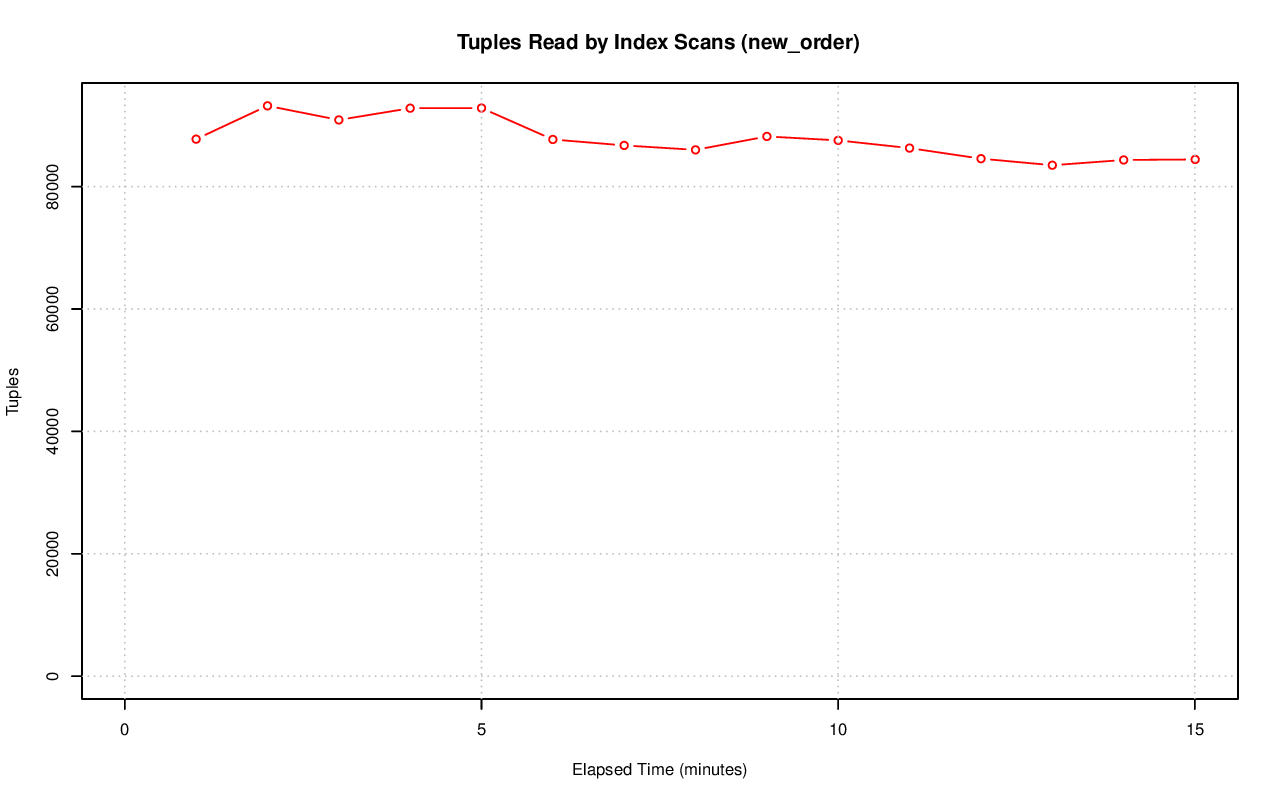 Tuples Read by Index Scans (new_order)
Tuples
80000
60000
40000
20000
0
0 5 10 15
Elapsed Time (minutes)